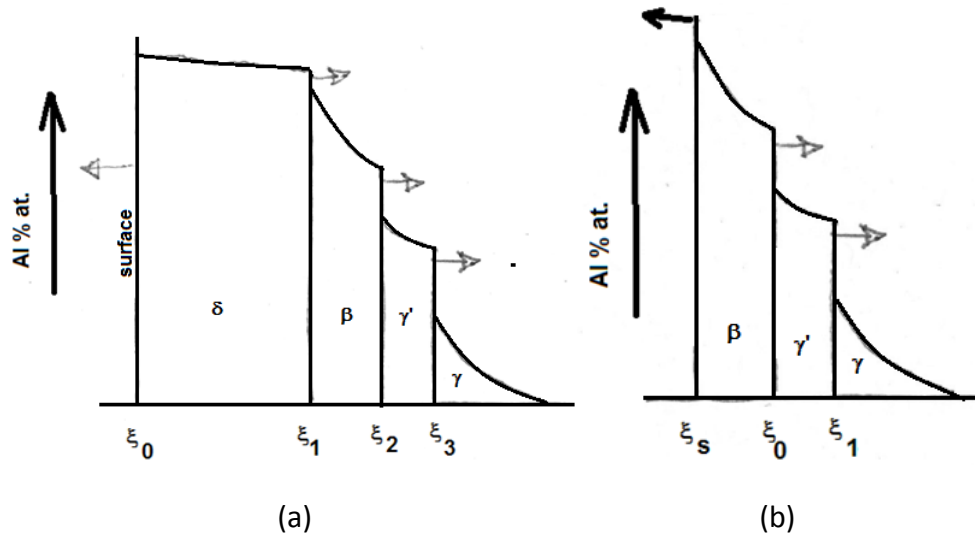 Al % at.
surface
δ
β
γ'
γ
ξ0
ξ1
ξ2
ξ3
(a)
Al % at.
β
γ'
γ
ξS
ξ0
ξ1
(b)